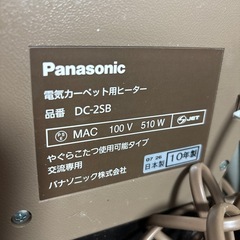 Panasonic
電気カーペット用ヒーター
品番 DC-2SB
MAC 100 V 510 W JET
やぐらこたつ使用可能タイプ
交流専用
パナソニック株式会社
日本製 10年製